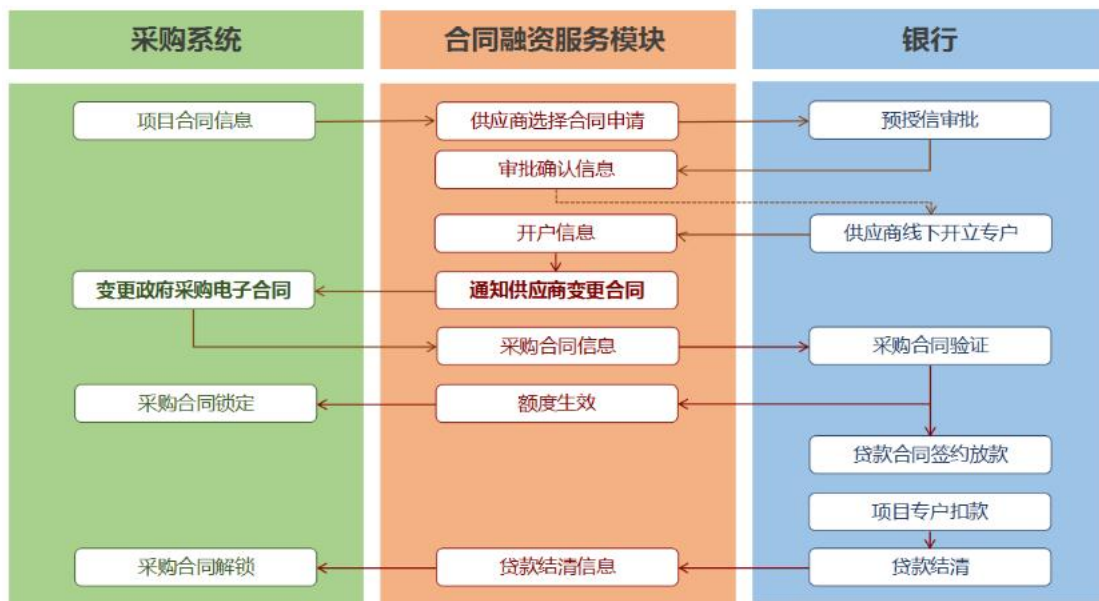 采购系统
合同融资服务模块
银行
项目合同信息
供应商选择合同申请
预授信审批
审批确认信息
开户信息
供应商线下开立专户
变更政府采购电子合同
通知供应商变更合同
采购合同信息
采购合同验证
采购合同锁定
额度生效
贷款合同签约放款
项目专户扣款
采购合同解锁
贷款结清信息
贷款结清